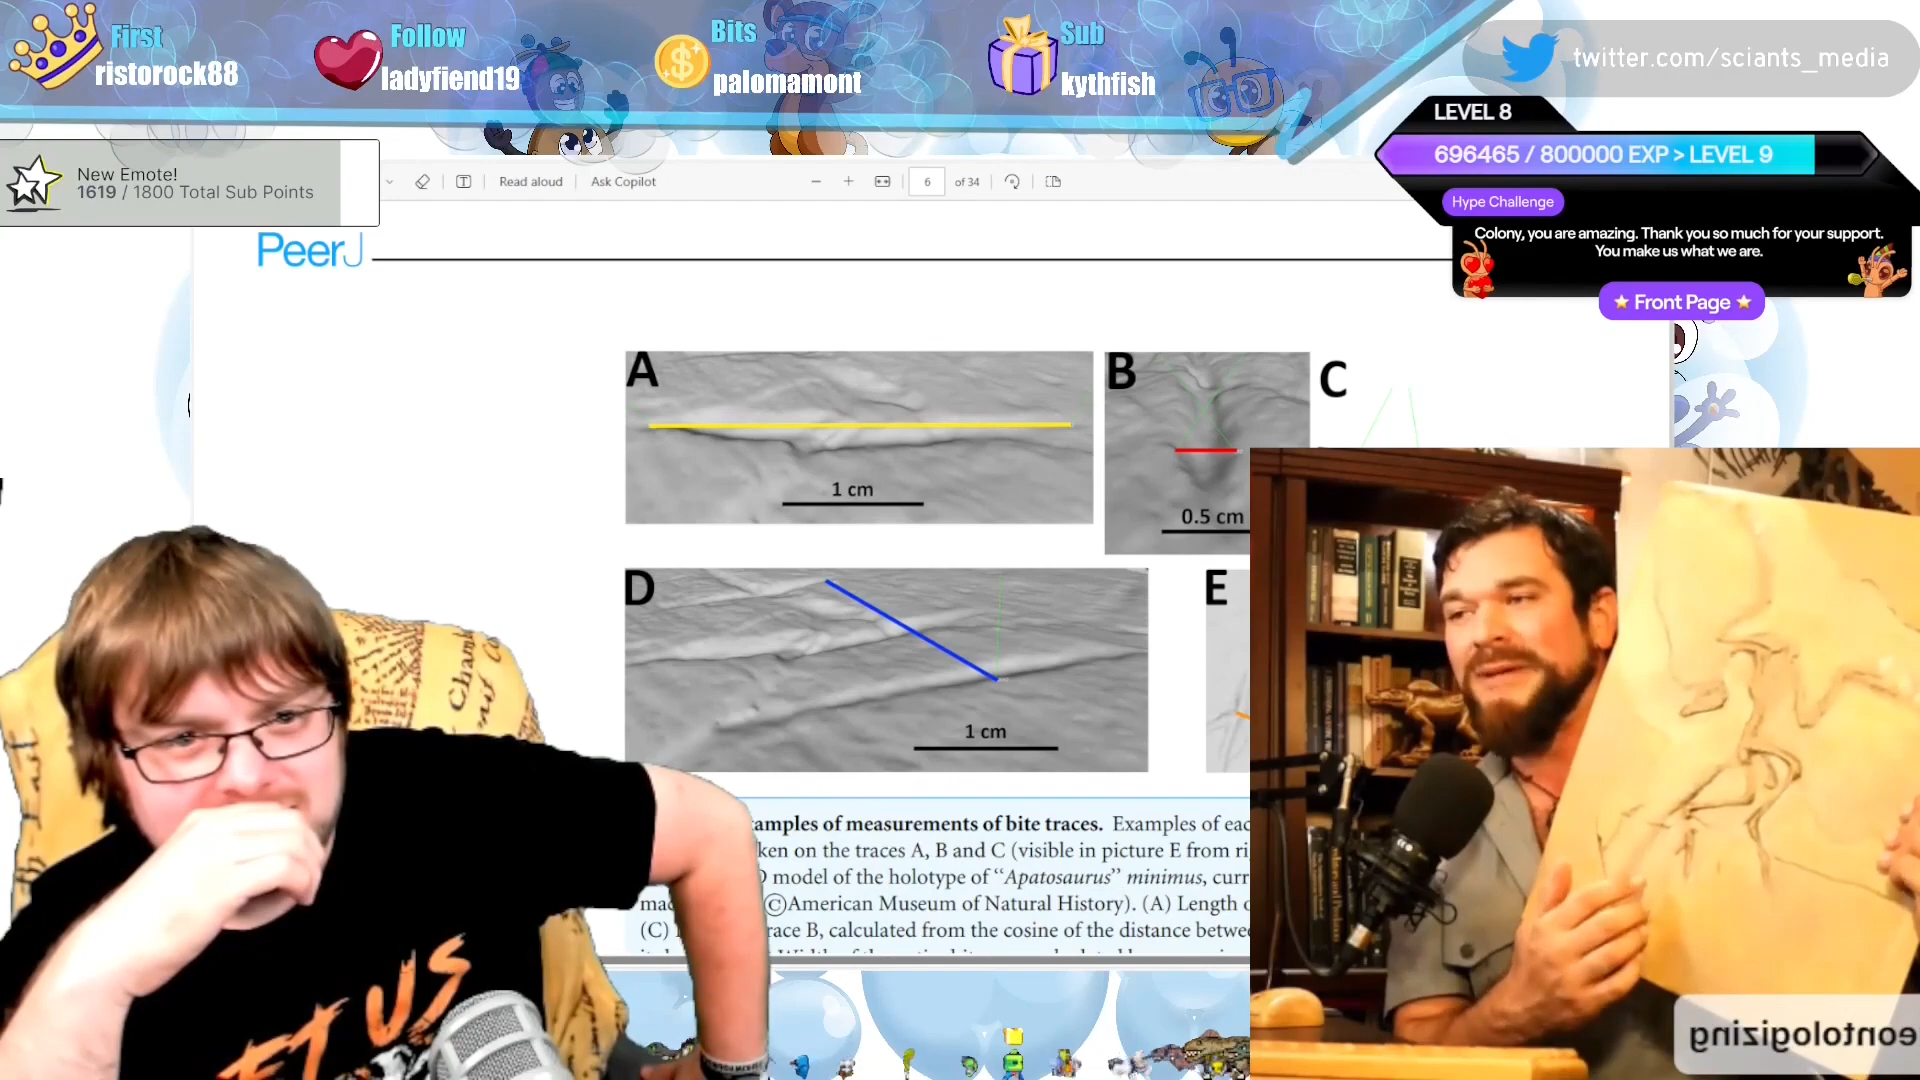 First
ristorock88
Follow
ladyfiend19
Bits
palomamont
Sub
kythfish
twitter.com/sciants_media
LEVEL 8
696465 / 800000 EXP > LEVEL 9
Hype Challenge
Colony, you are amazing. Thank you so much for your support.
You make us what we are.
★ Front Page ★
New Emote!
1619 / 1800 Total Sub Points
Read aloud
Ask Copilot
6 of 34
PeerJ
A
1 cm
B
0.5 cm
C
D
1 cm
E
amples of measurements of bite traces. Examples of eac
ken on the traces A, B and C (visible in picture E from ri
D model of the holotype of “Apatosaurus” minimus, curr
mac ©American Museum of Natural History). (A) Length o
(C) race B, calculated from the cosine of the distance betwee
ET US
eontologizing